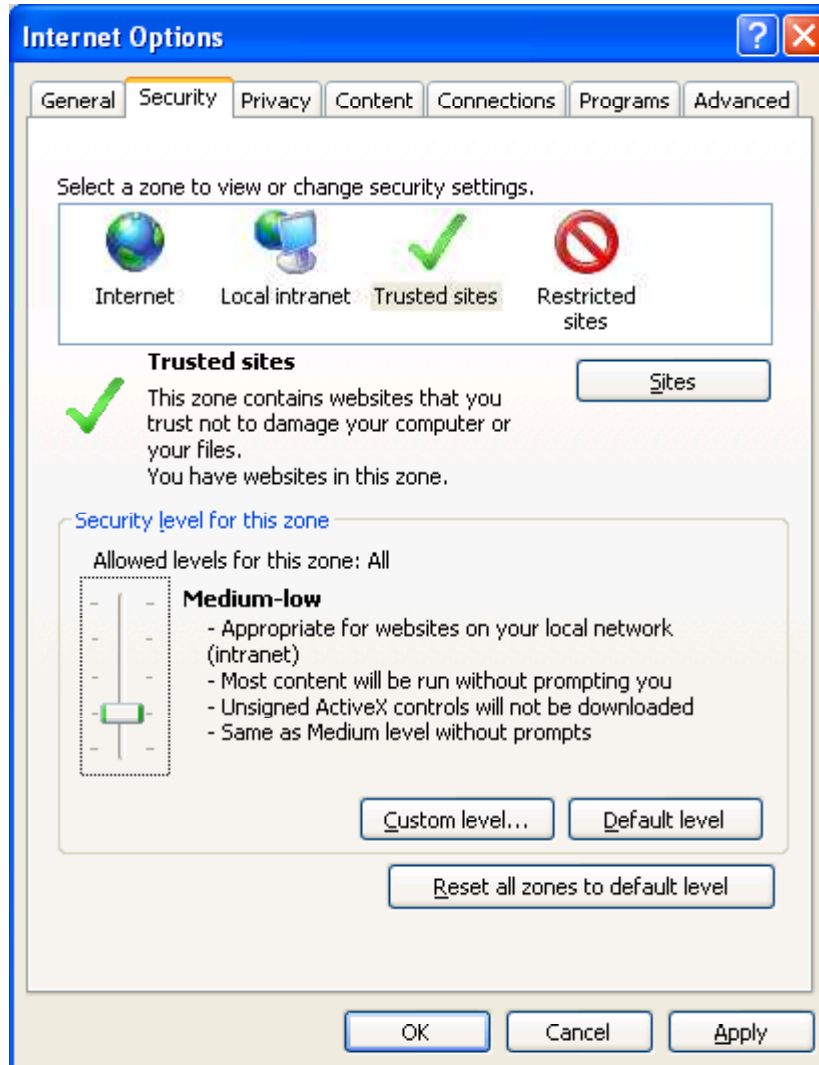 Internet Options
General Security Privacy Content Connections Programs Advanced
Select a zone to view or change security settings.
Internet Local intranet Trusted sites Restricted
sites
Trusted sites
Sites
This zone contains websites that you
trust not to damage your computer or
your files.
You have websites in this zone.
Security level for this zone
Allowed levels for this zone: All
Medium-low
- Appropriate for websites on your local network
(intranet)
- Most content will be run without prompting you
- Unsigned ActiveX controls will not be downloaded
- Same as Medium level without prompts
Custom level... Default level
Reset all zones to default level
OK Cancel Apply